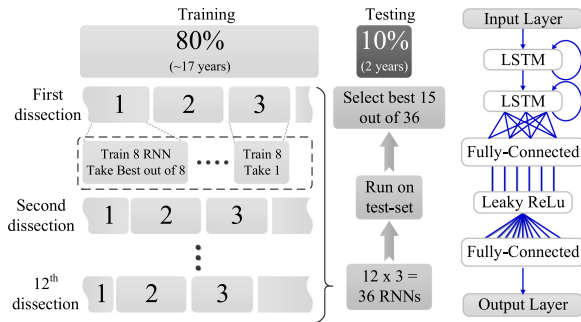 Training
80%
(~17 years)
First
dissection
1
2
3
Train 8 RNN
Take Best out of 8
Train 8
Take 1
Second
dissection
1
2
3
12th
dissection
1
2
3
Testing
10%
(2 years)
Select best 15
out of 36
Run on
test-set
12 x 3 =
36 RNNs
Input Layer
LSTM
LSTM
Fully-Connected
Leaky ReLu
Fully-Connected
Output Layer